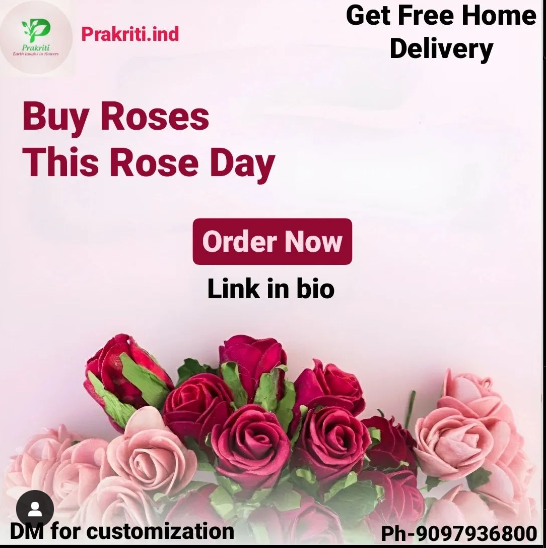 Prakriti
Prakriti.ind
Get Free Home
Delivery
Buy Roses
This Rose Day
Order Now
Link in bio
DM for customization
Ph-9097936800